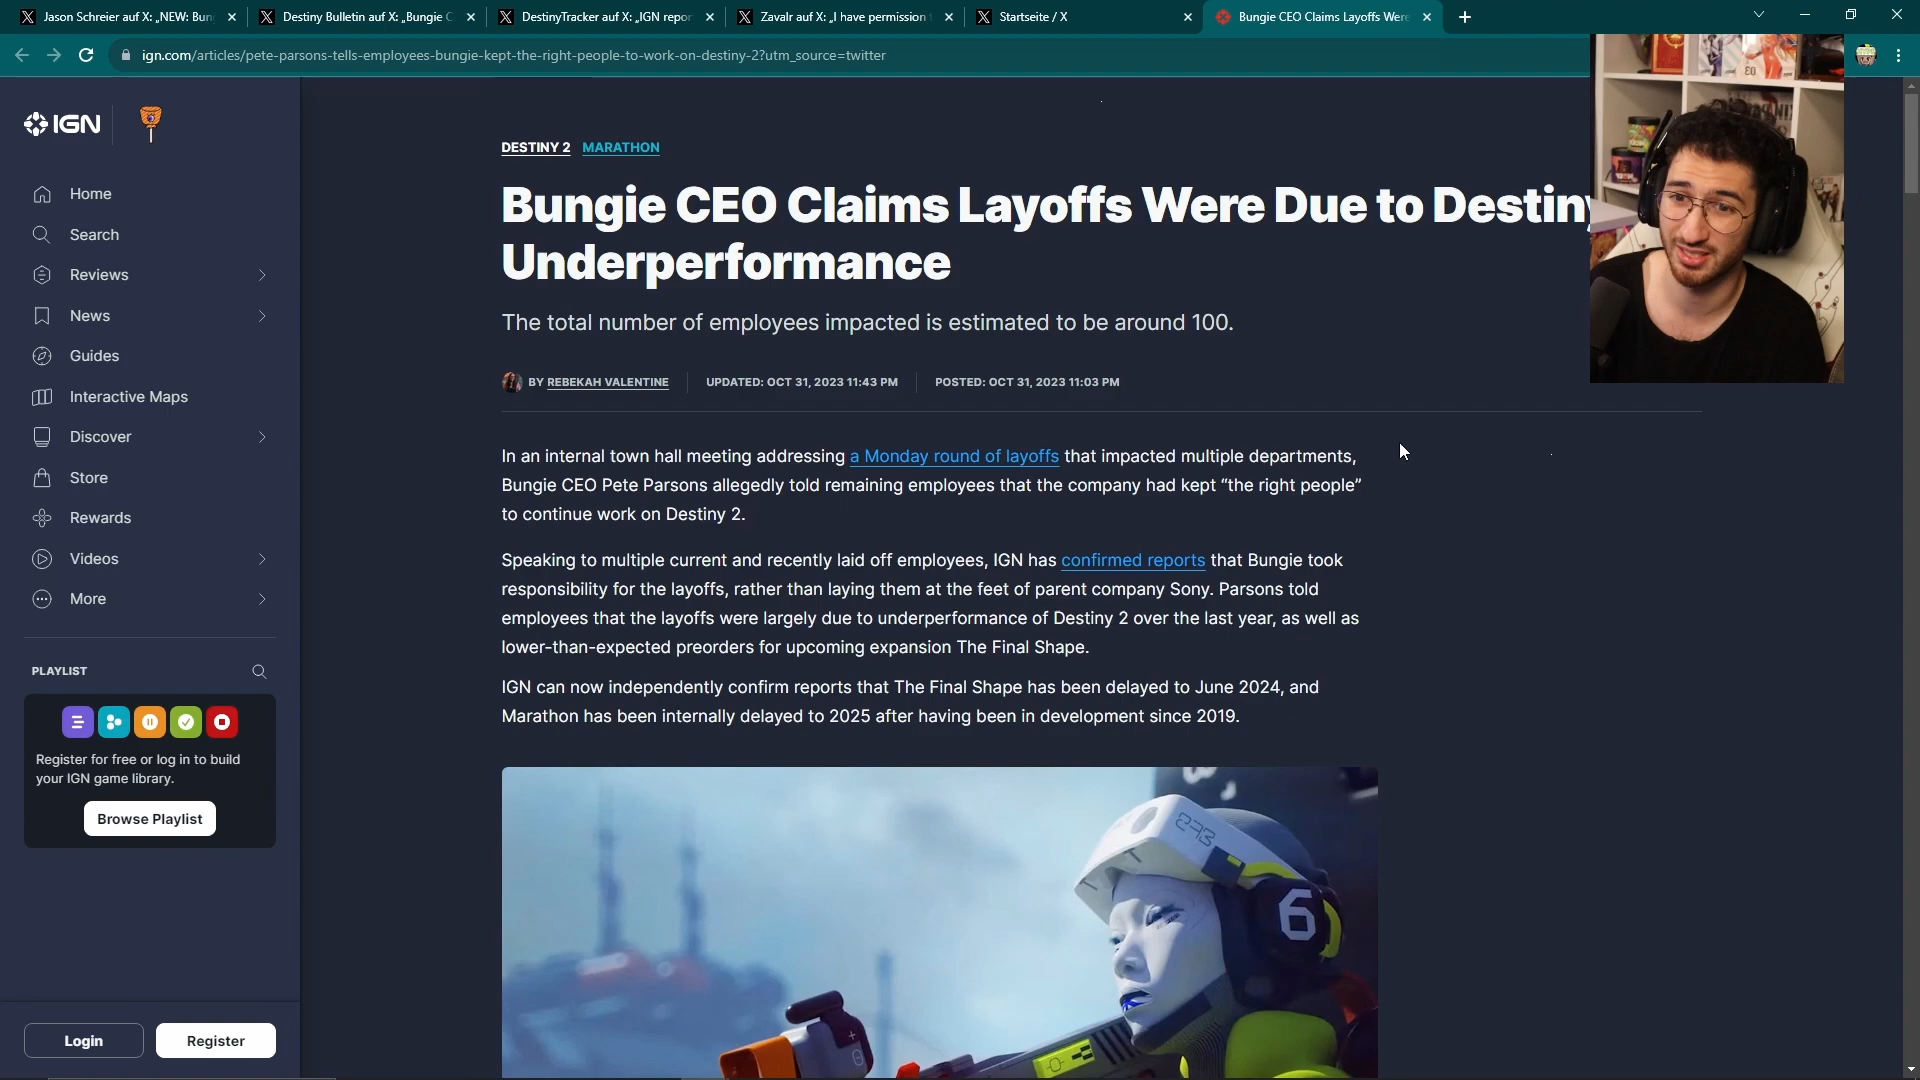 Jason Schreier auf X: „NEW: Bun
Destiny Bulletin auf X: „Bungie C
DestinyTracker auf X: „IGN repor
Zavalr auf X: „I have permission
Startseite / X
Bungie CEO Claims Layoffs Were
ign.com/articles/pete-parsons-tells-employees-bungie-kept-the-right-people-to-work-on-destiny-2?utm_source=twitter
IGN
Home
Search
Reviews
News
Guides
Interactive Maps
Discover
Store
Rewards
Videos
More
PLAYLIST
Register for free or log in to build
your IGN game library.
Browse Playlist
Login
Register
DESTINY 2 MARATHON
Bungie CEO Claims Layoffs Were Due to Destiny
Underperformance
The total number of employees impacted is estimated to be around 100.
BY REBEKAH VALENTINE UPDATED: OCT 31, 2023 11:43 PM POSTED: OCT 31, 2023 11:03 PM
In an internal town hall meeting addressing a Monday round of layoffs that impacted multiple departments,
Bungie CEO Pete Parsons allegedly told remaining employees that the company had kept “the right people”
to continue work on Destiny 2.
Speaking to multiple current and recently laid off employees, IGN has confirmed reports that Bungie took
responsibility for the layoffs, rather than laying them at the feet of parent company Sony. Parsons told
employees that the layoffs were largely due to underperformance of Destiny 2 over the last year, as well as
lower-than-expected preorders for upcoming expansion The Final Shape.
IGN can now independently confirm reports that The Final Shape has been delayed to June 2024, and
Marathon has been internally delayed to 2025 after having been in development since 2019.
6